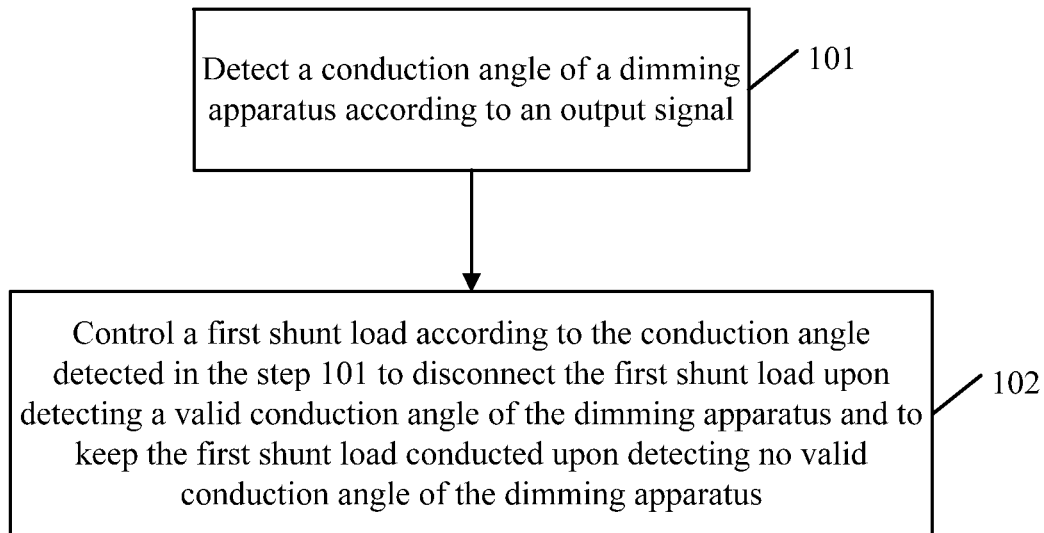 Detect a conduction angle of a dimming
apparatus according to an output signal
101
Control a first shunt load according to the conduction angle
detected in the step 101 to disconnect the first shunt load upon
detecting a valid conduction angle of the dimming apparatus and to
keep the first shunt load conducted upon detecting no valid
conduction angle of the dimming apparatus
102